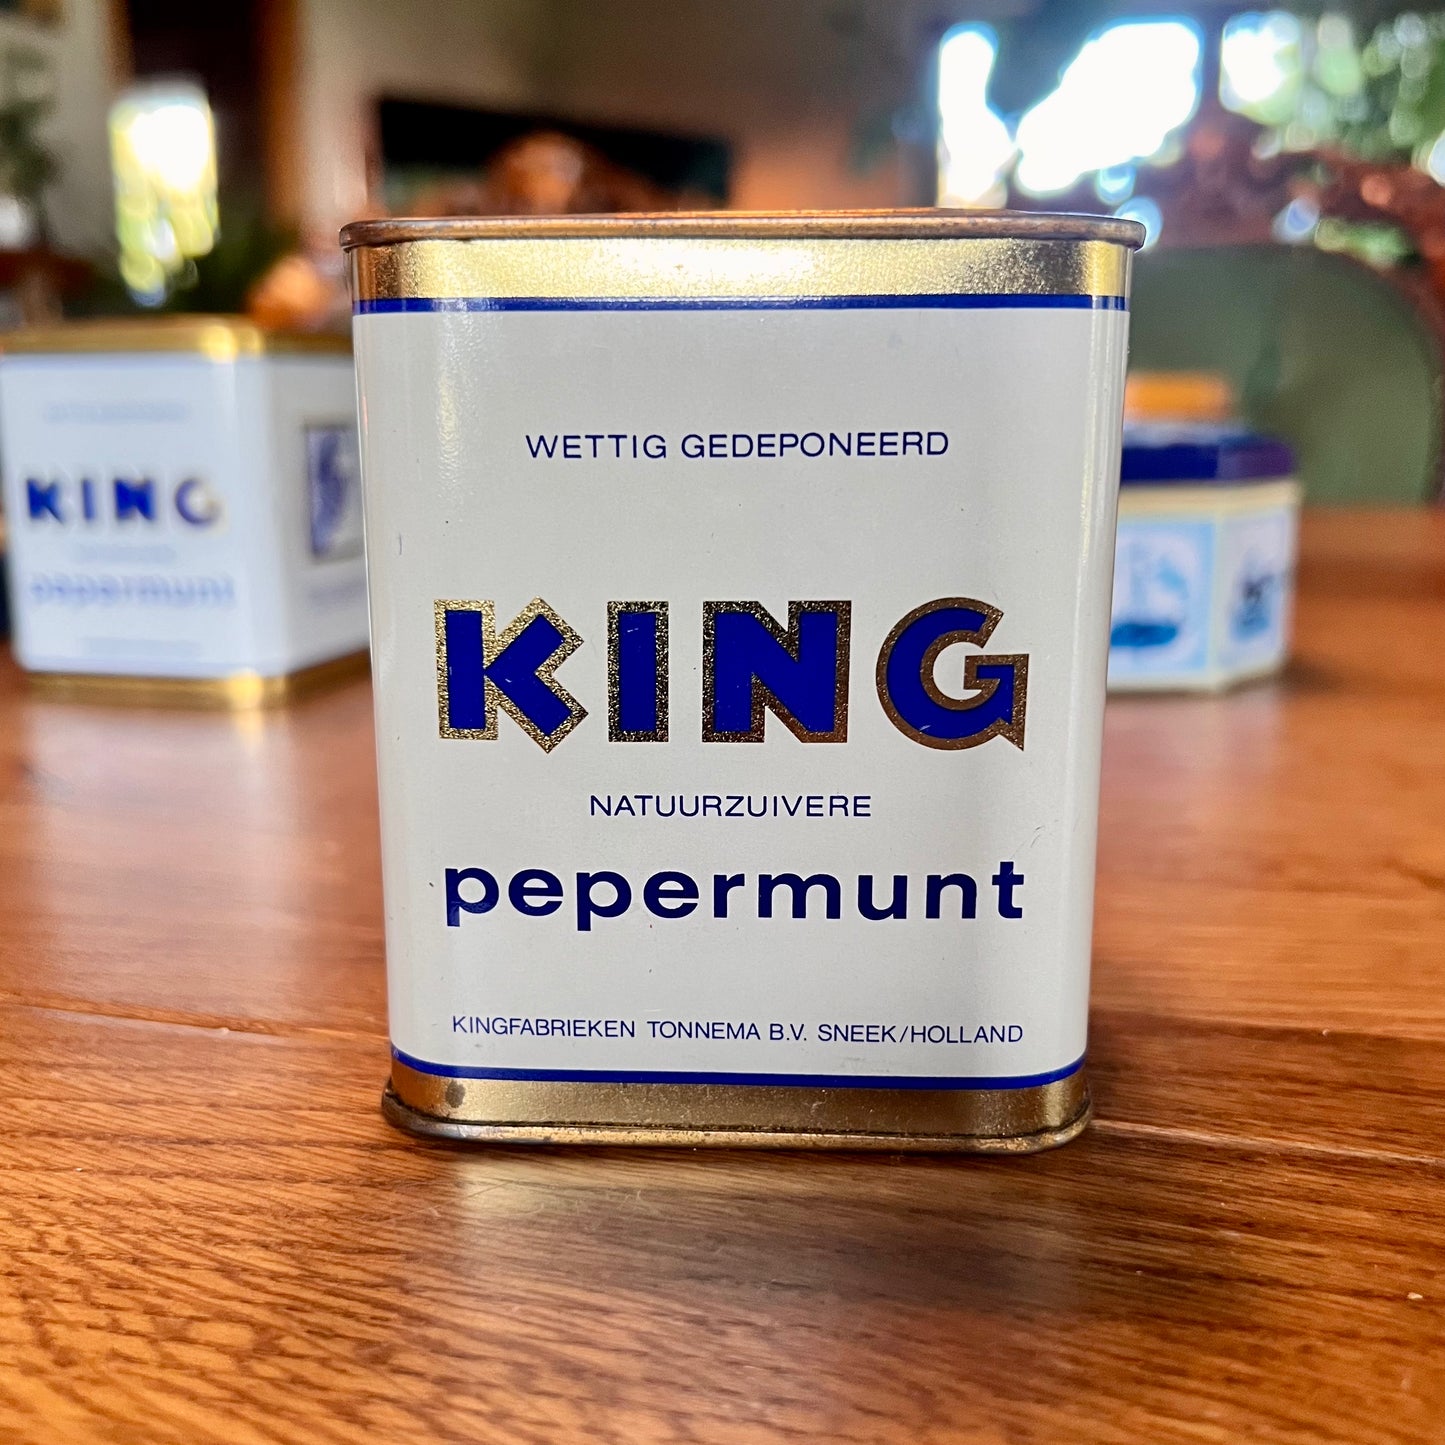 WETTIG GEDEPONEERD
KING
NATUURZUIVERE
pepermunt
KINGFABRIEKEN TONNEMA B.V. SNEEK/HOLLAND
KING
pepermunt